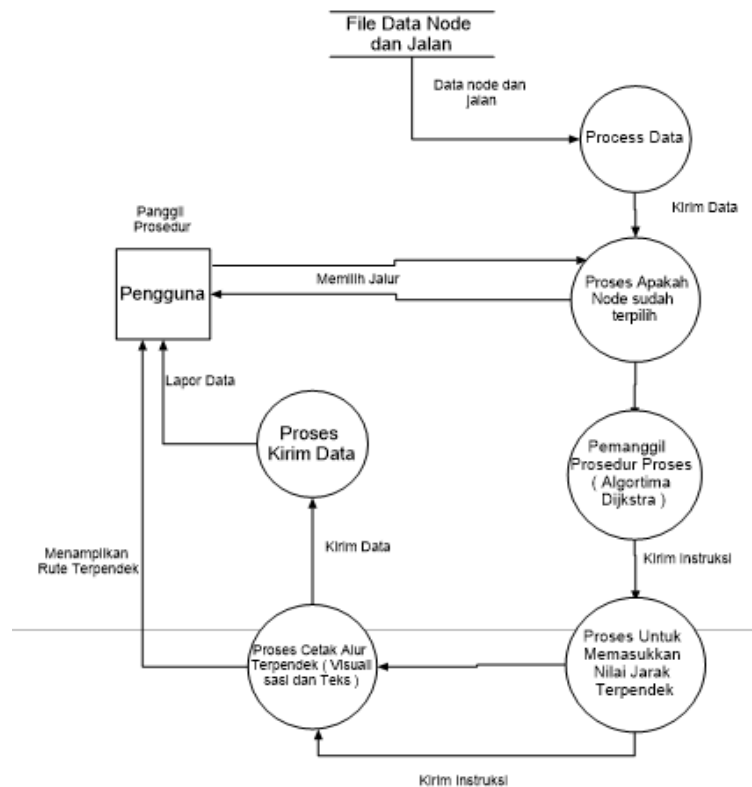 File Data Node
dan Jalan
Data node dan
jalan
Process Data
Kirim Data
Panggil
Prosedur
Pengguna
Memilih Jalur
Proses Apakah
Node sudah
terpilih
Lapor Data
Proses
Kirim Data
Pemanggil
Prosedur Proses
( Algortima
Dijkstra )
Menampilkan
Rute Terpendek
Kirim Data
Kirim Instruksi
Proses Cetak Alur
Terpendek ( Visuali
sasi dan Teks )
Proses Untuk
Memasukkan
Nilai Jarak
Terpendek
Kirim Instruksi